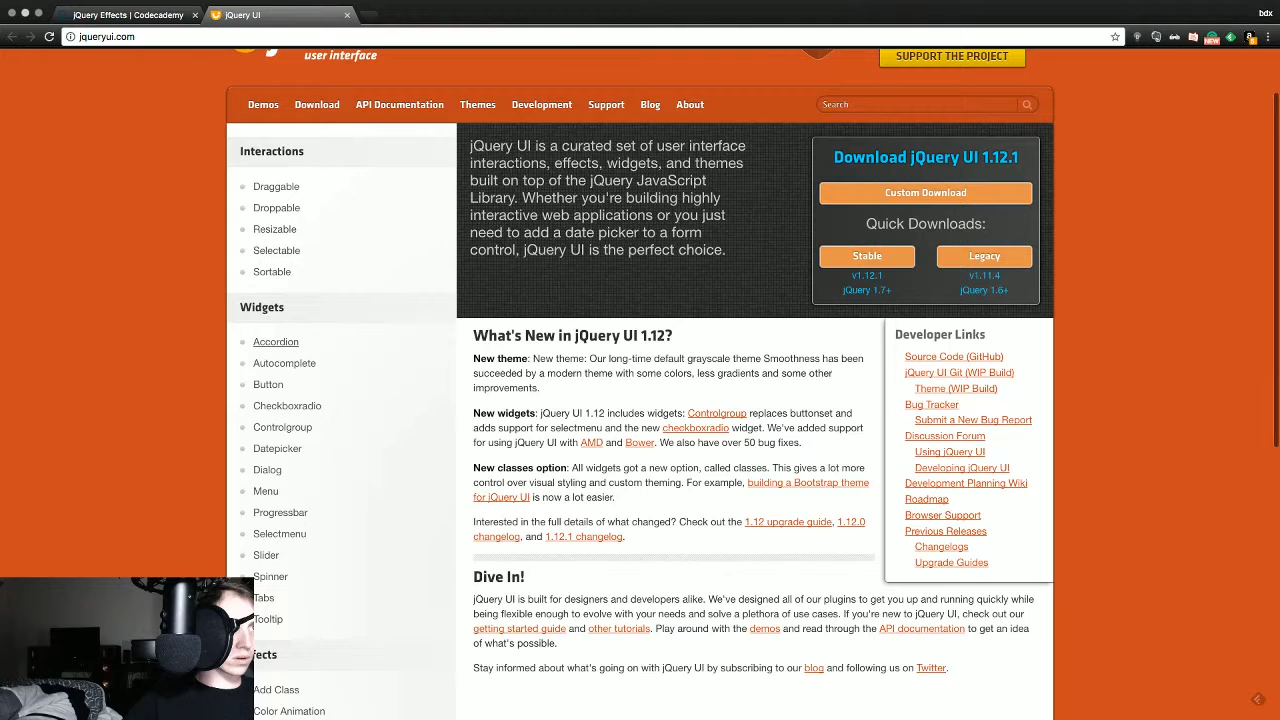 jQuery Effects | Codecademy
jQuery UI
bdx
jqueryui.com
NEW
user interface
SUPPORT THE PROJECT
Demos
Download
API Documentation
Themes
Development
Support
Blog
About
Search
Interactions
Draggable
Droppable
Resizable
Selectable
Sortable
Widgets
Accordion
Autocomplete
Button
Checkboxradio
Controlgroup
Datepicker
Dialog
Menu
Progressbar
Selectmenu
Slider
Spinner
Tabs
Tooltip
fects
Add Class
Color Animation
jQuery UI is a curated set of user interface
interactions, effects, widgets, and themes
built on top of the jQuery JavaScript
Library. Whether you're building highly
interactive web applications or you just
need to add a date picker to a form
control, jQuery UI is the perfect choice.
Download jQuery UI 1.12.1
Custom Download
Quick Downloads:
Stable
Legacy
v1.12.1
v1.11.4
jQuery 1.7+
jQuery 1.6+
What's New in jQuery UI 1.12?
New theme: New theme: Our long-time default grayscale theme Smoothness has been
succeeded by a modern theme with some colors, less gradients and some other
improvements.
New widgets: jQuery UI 1.12 includes widgets: Controlgroup replaces buttonset and
adds support for selectmenu and the new checkboxradio widget. We've added support
for using jQuery UI with AMD and Bower. We also have over 50 bug fixes.
New classes option: All widgets got a new option, called classes. This gives a lot more
control over visual styling and custom theming. For example, building a Bootstrap theme
for jQuery UI is now a lot easier.
Interested in the full details of what changed? Check out the 1.12 upgrade guide, 1.12.0
changelog, and 1.12.1 changelog.
Developer Links
Source Code (GitHub)
jQuery UI Git (WIP Build)
Theme (WIP Build)
Bug Tracker
Submit a New Bug Report
Discussion Forum
Using jQuery UI
Developing jQuery UI
Development Planning Wiki
Roadmap
Browser Support
Previous Releases
Changelogs
Upgrade Guides
Dive In!
jQuery UI is built for designers and developers alike. We've designed all of our plugins to get you up and running quickly while
being flexible enough to evolve with your needs and solve a plethora of use cases. If you're new to jQuery UI, check out our
getting started guide and other tutorials. Play around with the demos and read through the API documentation to get an idea
of what's possible.
Stay informed about what's going on with jQuery UI by subscribing to our blog and following us on Twitter.